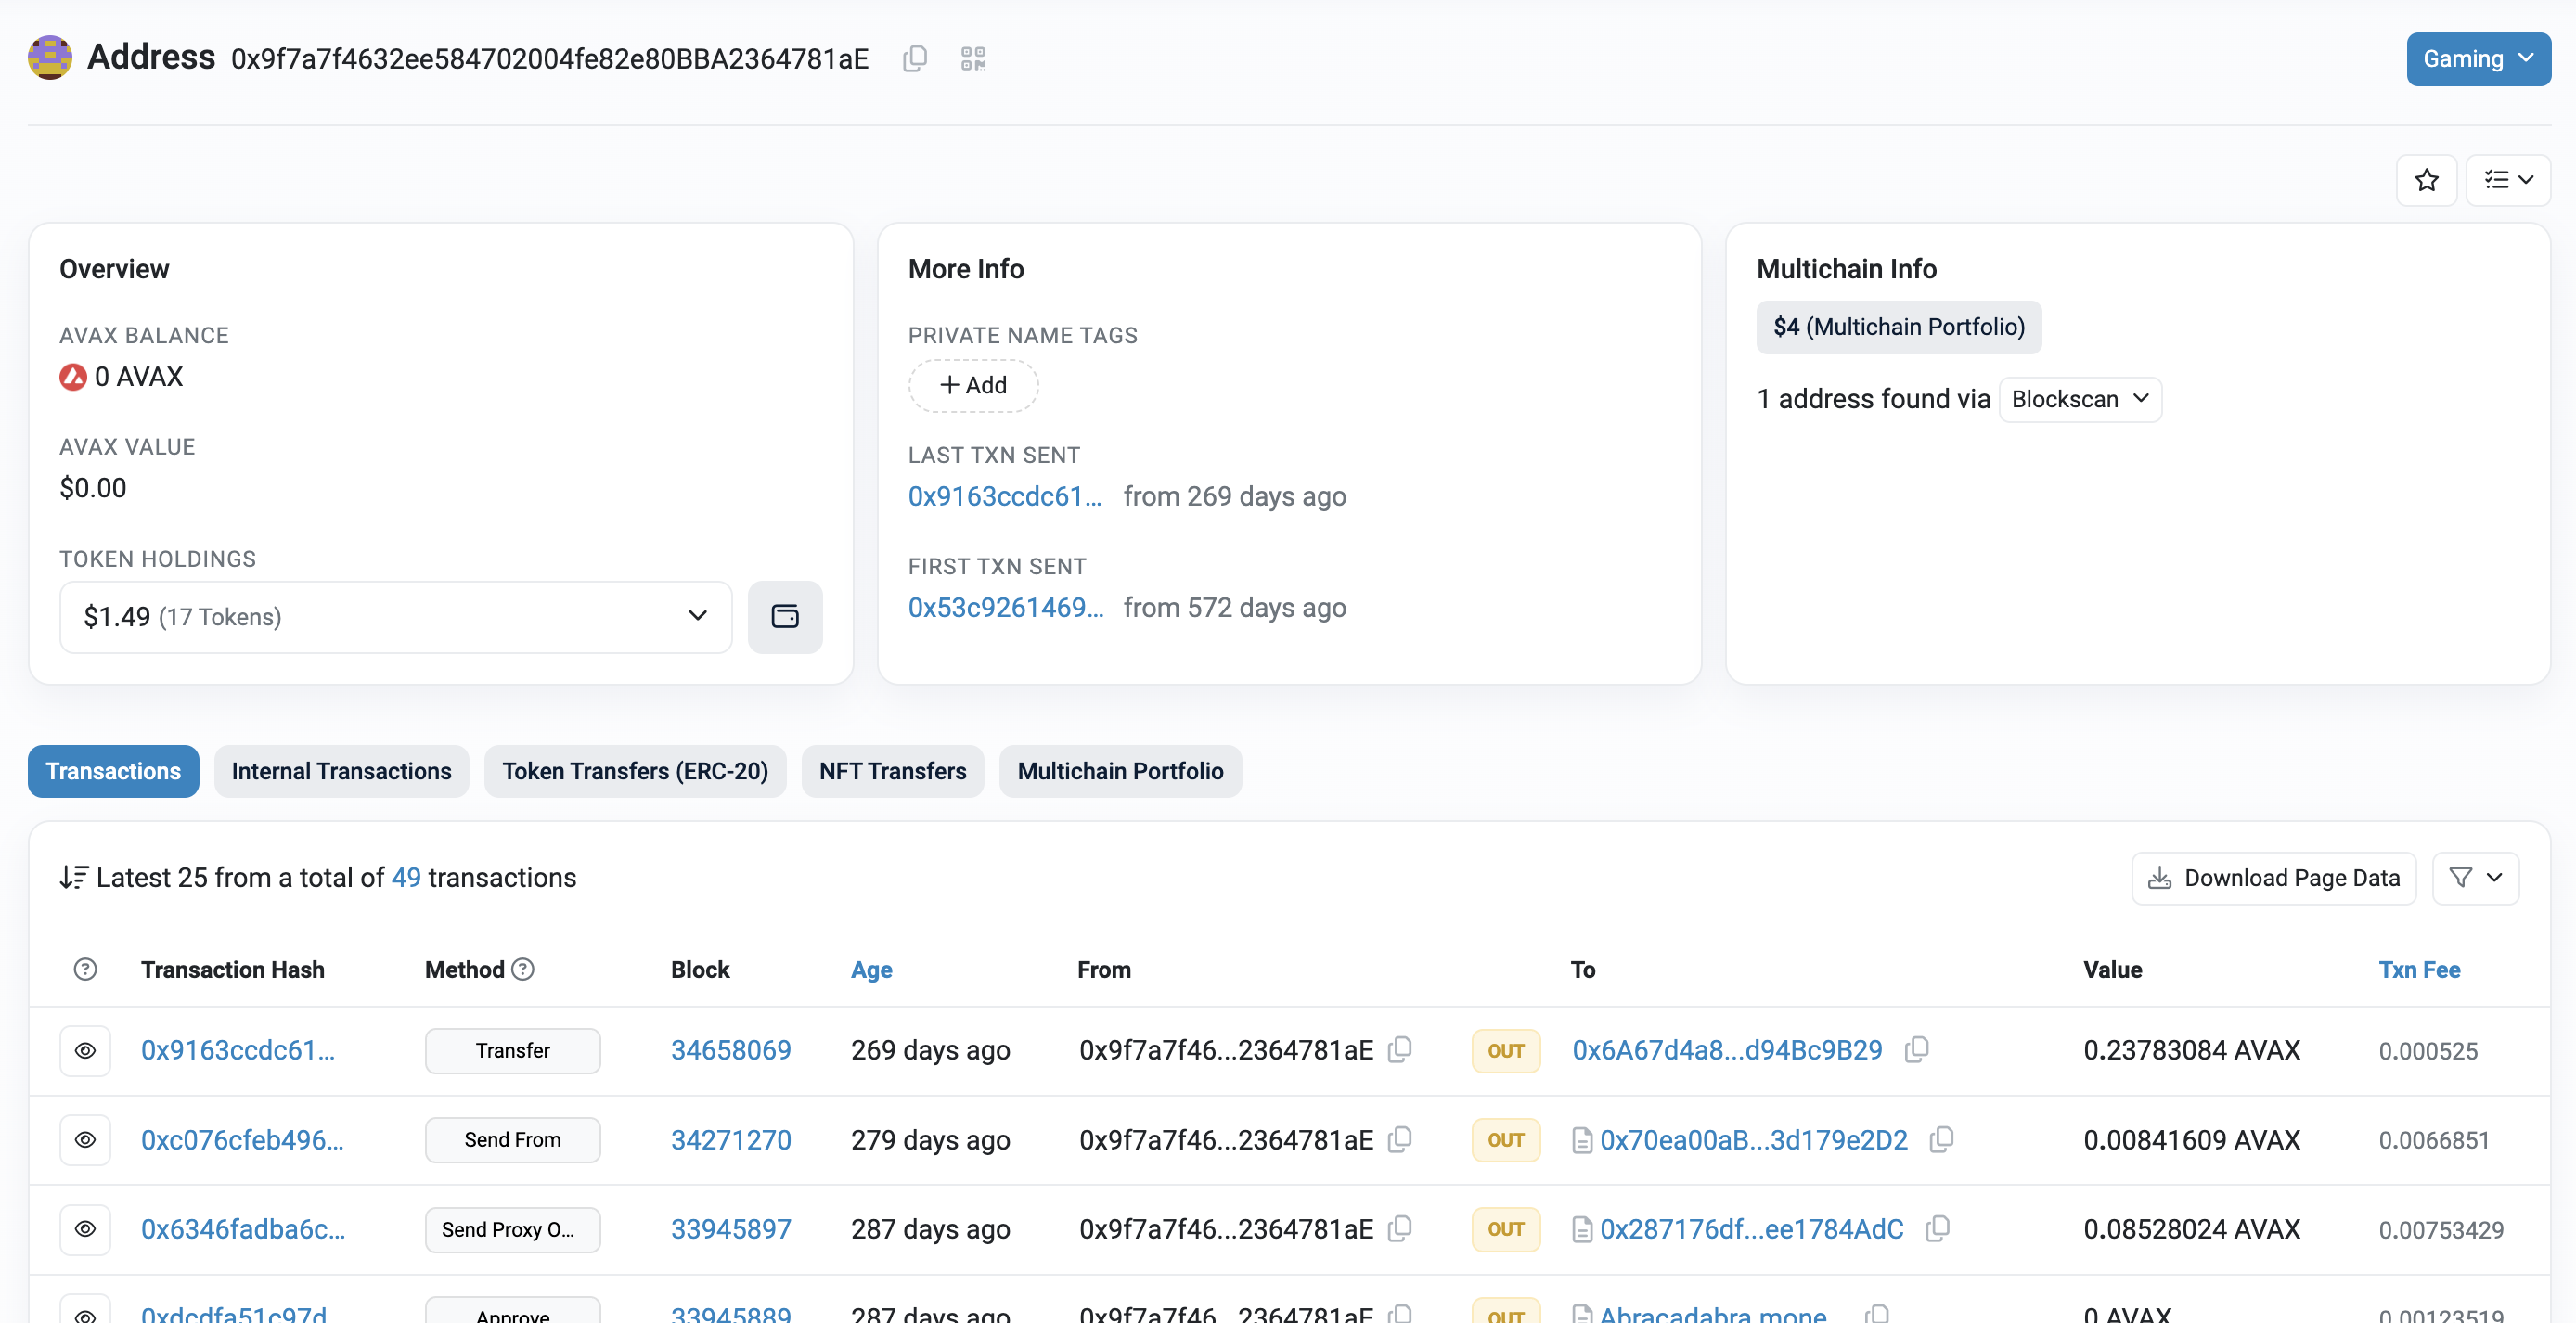 Address 0x9f7a7f4632ee584702004fe82e80BBA2364781aE
Gaming
Overview
AVAX BALANCE
0 AVAX
AVAX VALUE
$0.00
TOKEN HOLDINGS
$1.49 (17 Tokens)
More Info
PRIVATE NAME TAGS
+ Add
LAST TXN SENT
0x9163ccdc61... from 269 days ago
FIRST TXN SENT
0x53c9261469... from 572 days ago
Multichain Info
$4 (Multichain Portfolio)
1 address found via Blockscan
Transactions Internal Transactions Token Transfers (ERC-20) NFT Transfers Multichain Portfolio
Latest 25 from a total of 49 transactions
Download Page Data
Transaction Hash Method Block Age From To Value Txn Fee
0x9163ccdc61... Transfer 34658069 269 days ago 0x9f7a7f46...2364781aE OUT 0x6A67d4a8...d94Bc9B29 0.23783084 AVAX 0.000525
0xc076cfeb496... Send From 34271270 279 days ago 0x9f7a7f46...2364781aE OUT 0x70ea00aB...3d179e2D2 0.00841609 AVAX 0.0066851
0x6346fadba6c... Send Proxy O... 33945897 287 days ago 0x9f7a7f46...2364781aE OUT 0x287176df...ee1784AdC 0.08528024 AVAX 0.00753429
0xdcdfa51c97d... Approve 33945889 287 days ago 0x9f7a7f46...2364781aE OUT Abracadabra.mone... 0 AVAX 0.00123519